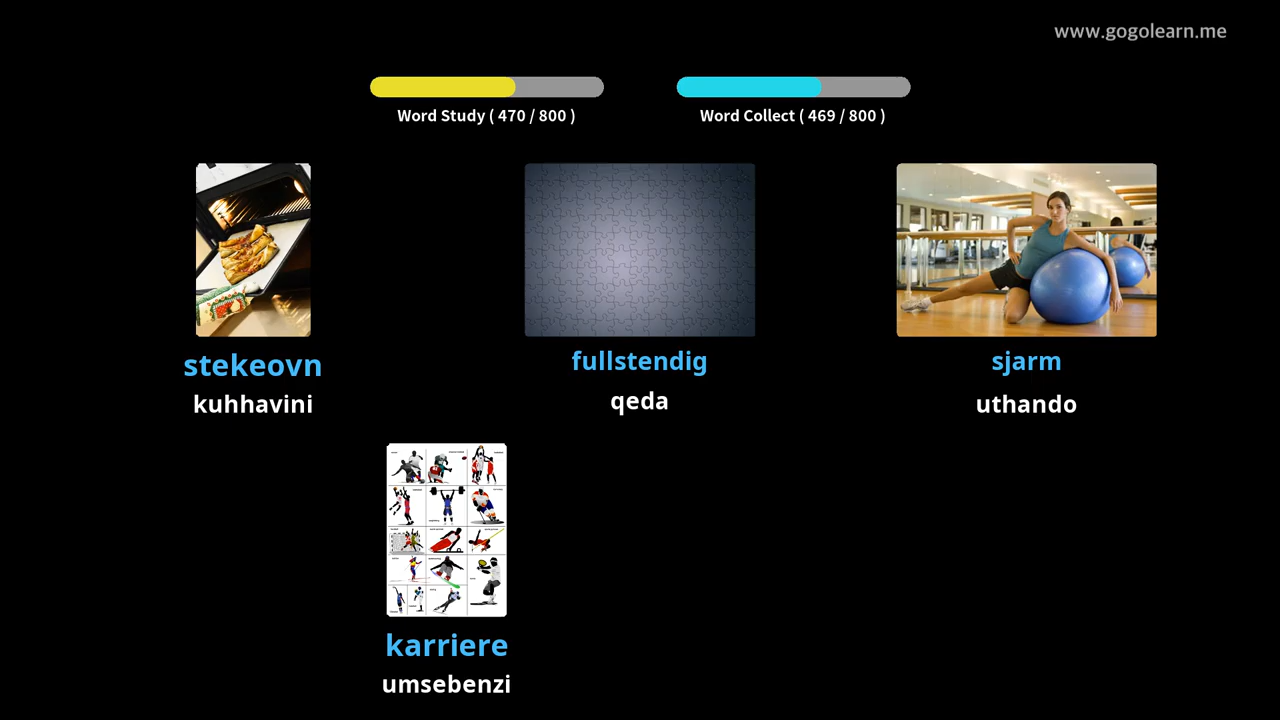 www.gogolearn.me
Word Study ( 470 / 800 )
Word Collect ( 469 / 800 )
stekeovn
kuhhavini
fullstendig
qeda
sjarm
uthando
karriere
umsebenzi